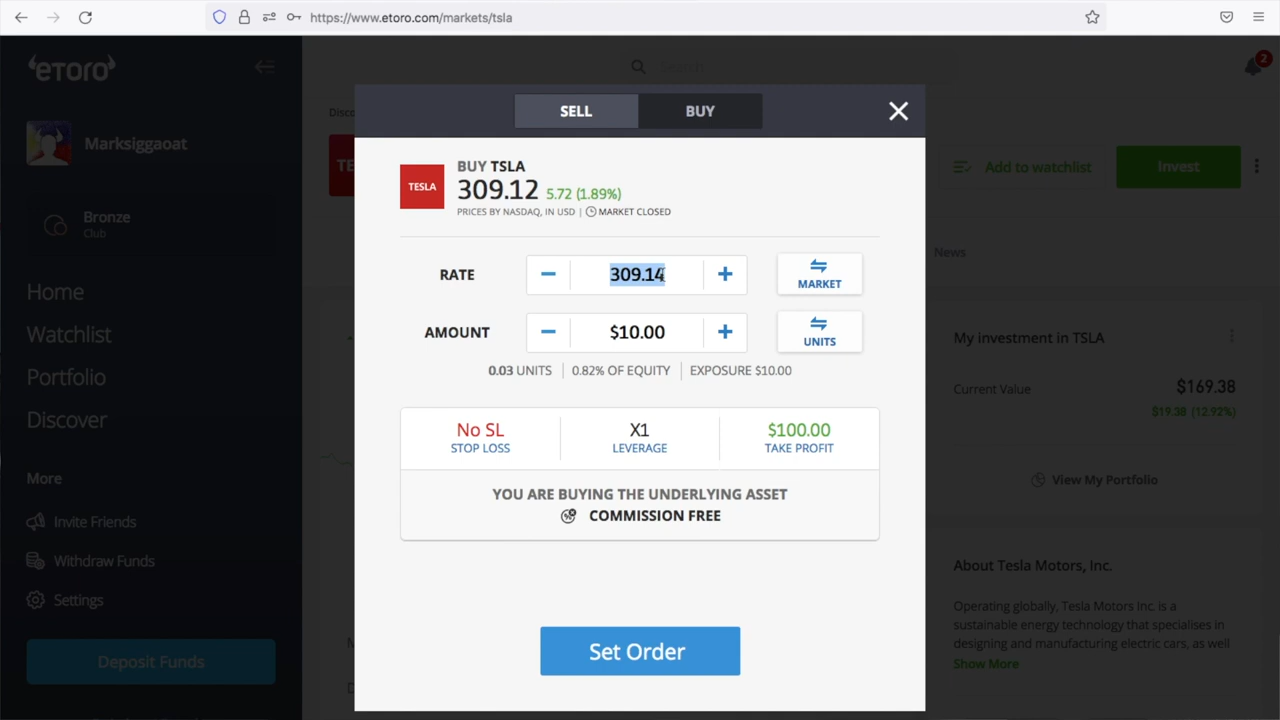 https://www.etoro.com/markets/tsla
etoro
Search
2
Marksiggaoat
Bronze
Club
Home
Watchlist
Portfolio
Discover
More
Invite Friends
Withdraw Funds
Settings
Deposit Funds
Disco
TE
SELL
BUY
TESLA
BUY TSLA
309.12 5.72 (1.89%)
PRICES BY NASDAQ, IN USD | MARKET CLOSED
RATE
− 309.14 +
MARKET
AMOUNT
− $10.00 +
UNITS
0.03 UNITS | 0.82% OF EQUITY | EXPOSURE $10.00
No SL
STOP LOSS
X1
LEVERAGE
$100.00
TAKE PROFIT
YOU ARE BUYING THE UNDERLYING ASSET
COMMISSION FREE
Set Order
Add to watchlist
Invest
News
My investment in TSLA
Current Value
$169.38
$19.38 (12.92%)
View My Portfolio
About Tesla Motors, Inc.
Operating globally, Tesla Motors Inc. is a
sustainable energy technology that specialises in
designing and manufacturing electric cars, as well
Show More